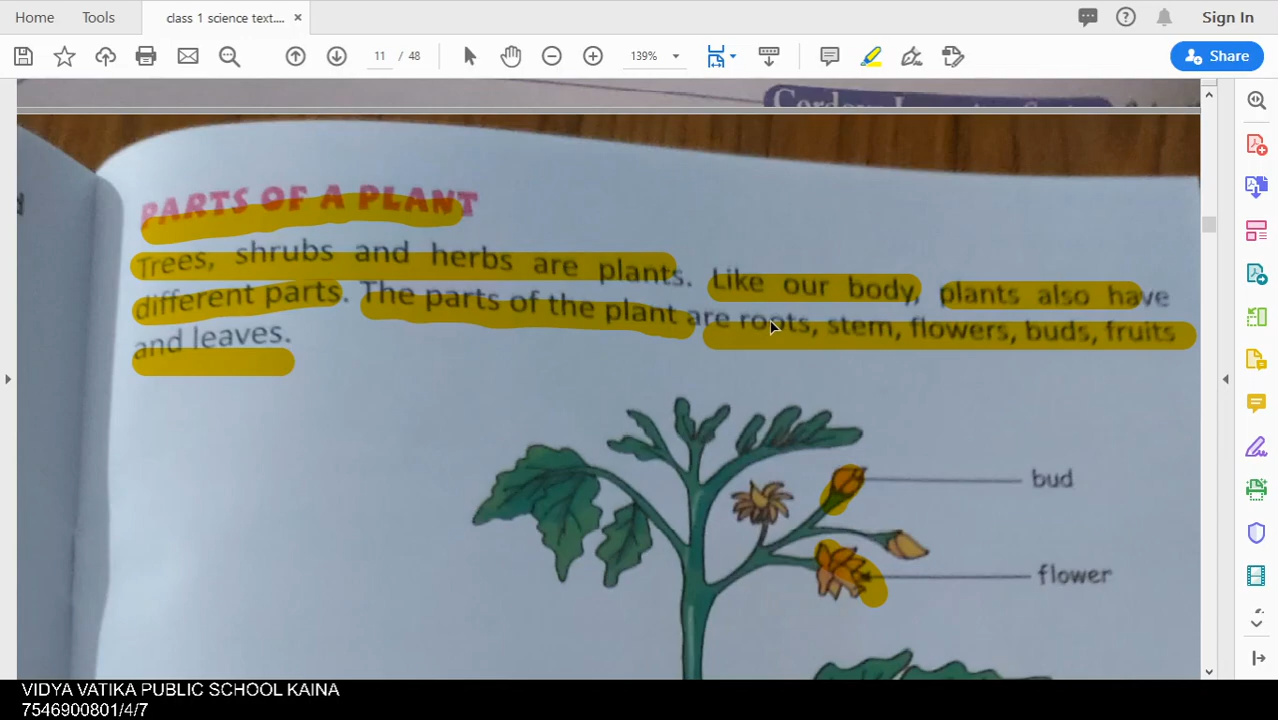 Home Tools class 1 science text.... × Sign In
11 / 48 139% Share
PARTS OF A PLANT
Trees, shrubs and herbs are plants. Like our body, plants also have
different parts. The parts of the plant are roots, stem, flowers, buds, fruits
and leaves.
bud
flower
VIDYA VATIKA PUBLIC SCHOOL KAINA
7546900801/4/7